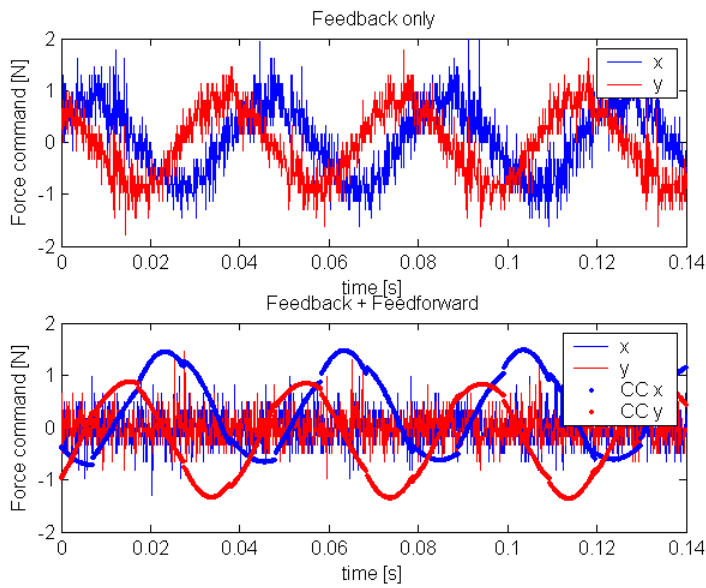 Feedback only
Force command [N]
2
1
0
-1
-2
x
y
0
0.02
0.04
0.06
0.08
0.1
0.12
0.14
time [s]
Feedback + Feedforward
Force command [N]
2
1
0
-1
-2
x
y
CC x
CC y
0
0.02
0.04
0.06
0.08
0.1
0.12
0.14
time [s]